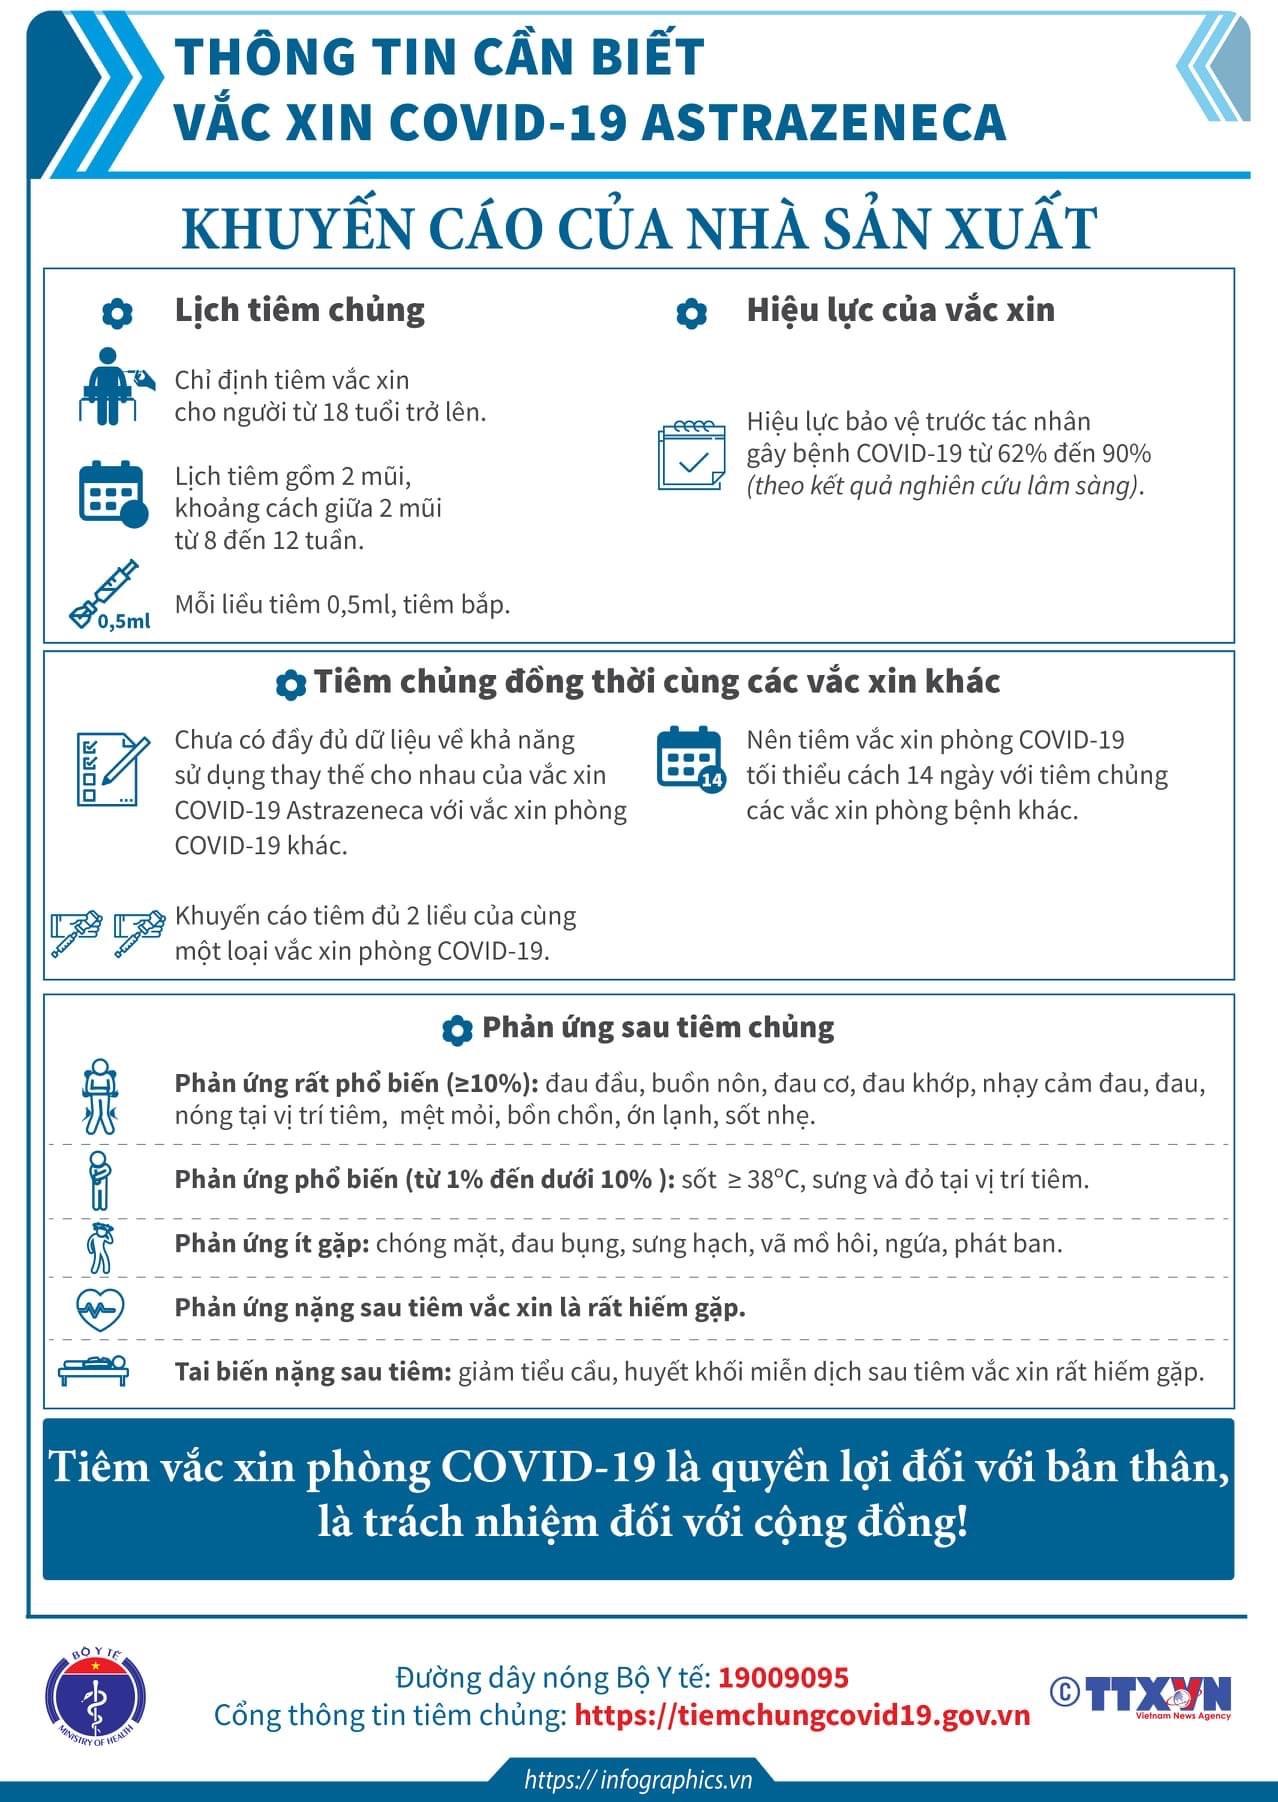 THÔNG TIN CẦN BIẾT
VẮC XIN COVID-19 ASTRAZENECA
KHUYẾN CÁO CỦA NHÀ SẢN XUẤT
Lịch tiêm chủng
Chỉ định tiêm vắc xin
cho người từ 18 tuổi trở lên.
Lịch tiêm gồm 2 mũi,
khoảng cách giữa 2 mũi
từ 8 đến 12 tuần.
0,5ml
Mỗi liều tiêm 0,5ml, tiêm bắp.
Hiệu lực của vắc xin
Hiệu lực bảo vệ trước tác nhân
gây bệnh COVID-19 từ 62% đến 90%
(theo kết quả nghiên cứu lâm sàng).
Tiêm chủng đồng thời cùng các vắc xin khác
Chưa có đầy đủ dữ liệu về khả năng
sử dụng thay thế cho nhau của vắc xin
COVID-19 Astrazeneca với vắc xin phòng
COVID-19 khác.
Khuyến cáo tiêm đủ 2 liều của cùng
một loại vắc xin phòng COVID-19.
14
Nên tiêm vắc xin phòng COVID-19
tối thiểu cách 14 ngày với tiêm chủng
các vắc xin phòng bệnh khác.
Phản ứng sau tiêm chủng
Phản ứng rất phổ biến (≥10%): đau đầu, buồn nôn, đau cơ, đau khớp, nhạy cảm đau, đau,
nóng tại vị trí tiêm, mệt mỏi, bồn chồn, ớn lạnh, sốt nhẹ.
Phản ứng phổ biến (từ 1% đến dưới 10% ): sốt ≥ 38ºC, sưng và đỏ tại vị trí tiêm.
Phản ứng ít gặp: chóng mặt, đau bụng, sưng hạch, vã mồ hôi, ngứa, phát ban.
Phản ứng nặng sau tiêm vắc xin là rất hiếm gặp.
Tai biến nặng sau tiêm: giảm tiểu cầu, huyết khối miễn dịch sau tiêm vắc xin rất hiếm gặp.
Tiêm vắc xin phòng COVID-19 là quyền lợi đối với bản thân,
là trách nhiệm đối với cộng đồng!
BỘ Y TẾ
MINISTRY OF HEALTH
Đường dây nóng Bộ Y tế: 19009095
Cổng thông tin tiêm chủng: https://tiemchungcovid19.gov.vn
© TTXVN
Vietnam News Agency
https:// infographics.vn